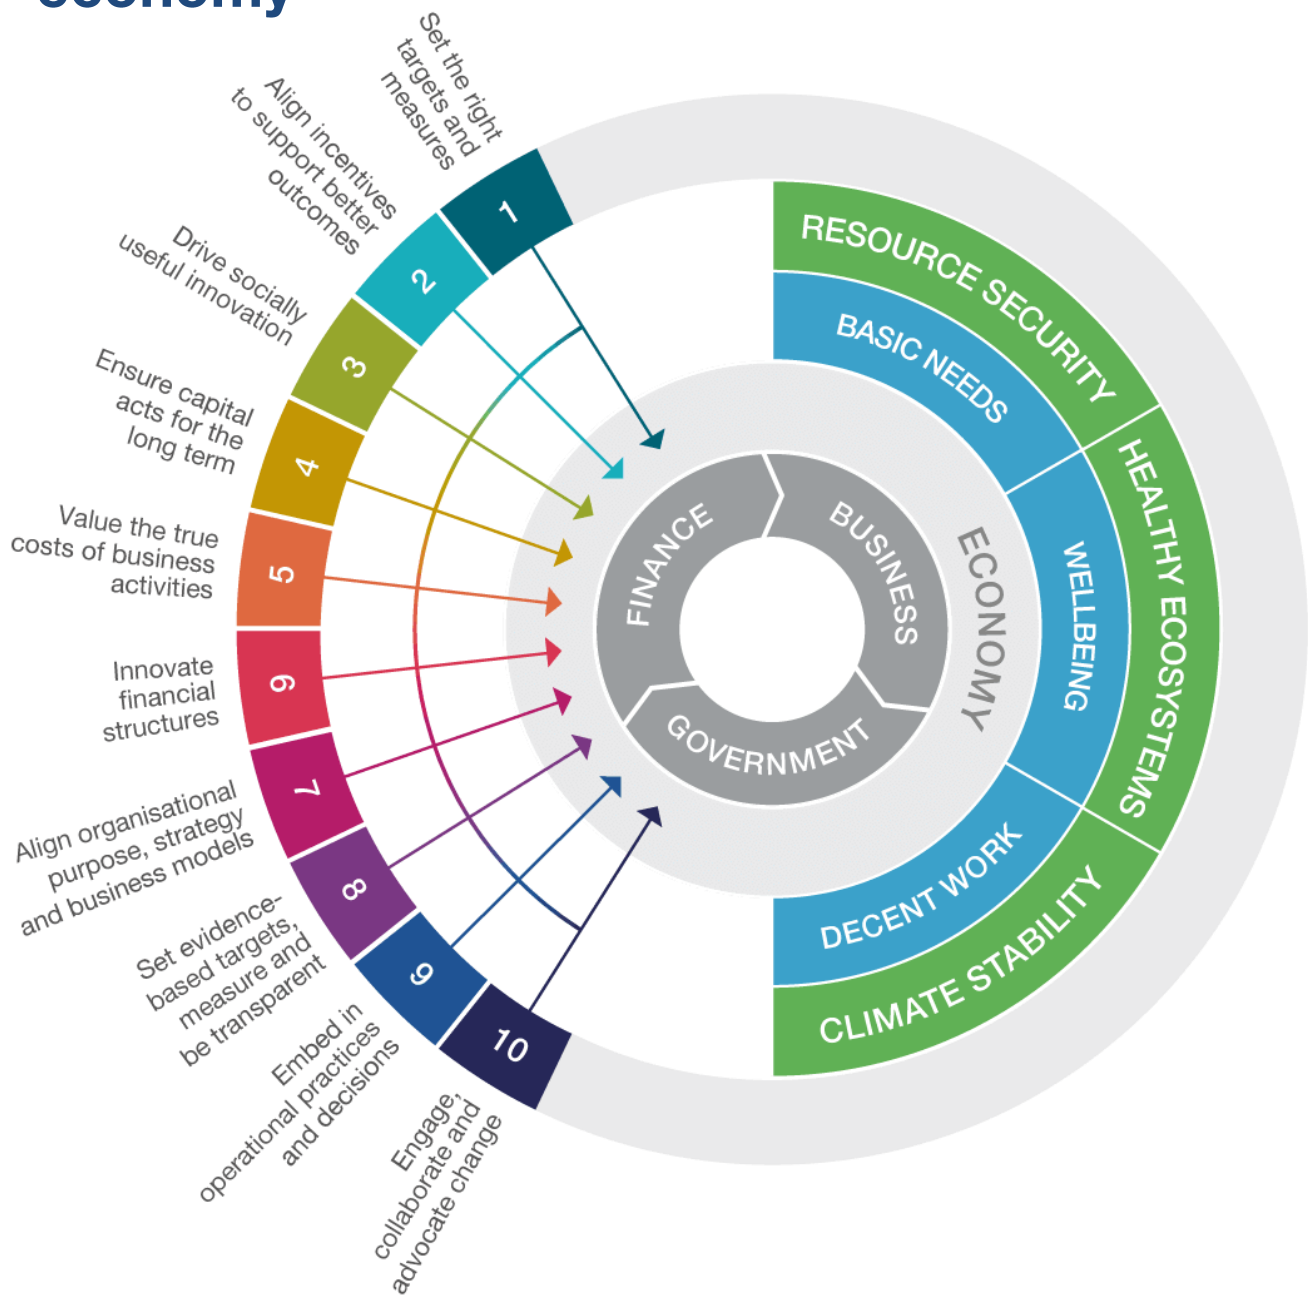 economy
Set the right
targets and
measures
1
Align incentives
to support better
outcomes
2
Drive socially
useful innovation
3
Ensure capital
acts for the
long term
4
Value the true
costs of business
activities
5
Innovate
financial
structures
6
Align organisational
purpose, strategy
and business models
7
Set evidence-
based targets,
measure and
be transparent
8
Embed in
operational practices
and decisions
9
Engage,
collaborate and
advocate change
10
FINANCE
BUSINESS
GOVERNMENT
ECONOMY
BASIC NEEDS
WELLBEING
DECENT WORK
RESOURCE SECURITY
HEALTHY ECOSYSTEMS
CLIMATE STABILITY